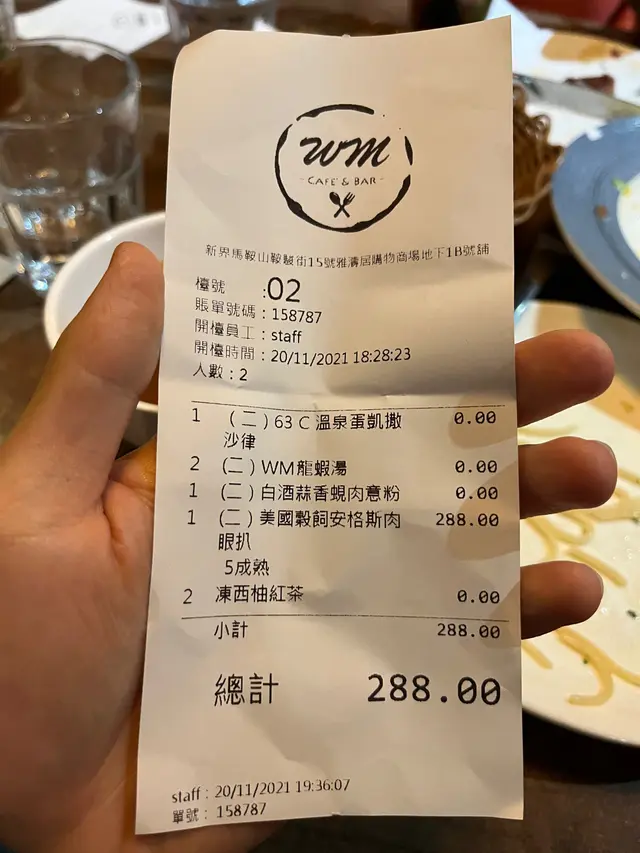 WM
- CAFE & BAR -
新界馬鞍山鞍駿街15號雅濤居購物商場地下1B號舖
檯號 :02
賬單號碼:158787
開檯員工:staff
開檯時間:20/11/2021 18:28:23
人數:2
1 (二)63 C 溫泉蛋凱撒 0.00
沙律
2 (二)WM龍蝦湯 0.00
1 (二)白酒蒜香蜆肉意粉 0.00
1 (二)美國穀飼安格斯肉 288.00
眼扒
5成熟
2 凍西柚紅茶 0.00
小計 288.00
總計 288.00
staff : 20/11/2021 19:36:07
單號: 158787